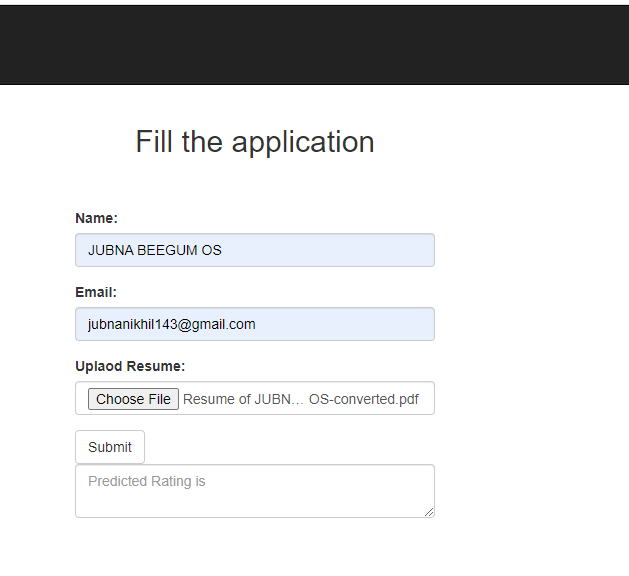 Fill the application
Name:
JUBNA BEEGUM OS
Email:
jubnanikhil143@gmail.com
Uplaod Resume:
Choose File Resume of JUBN... OS-converted.pdf
Submit
Predicted Rating is